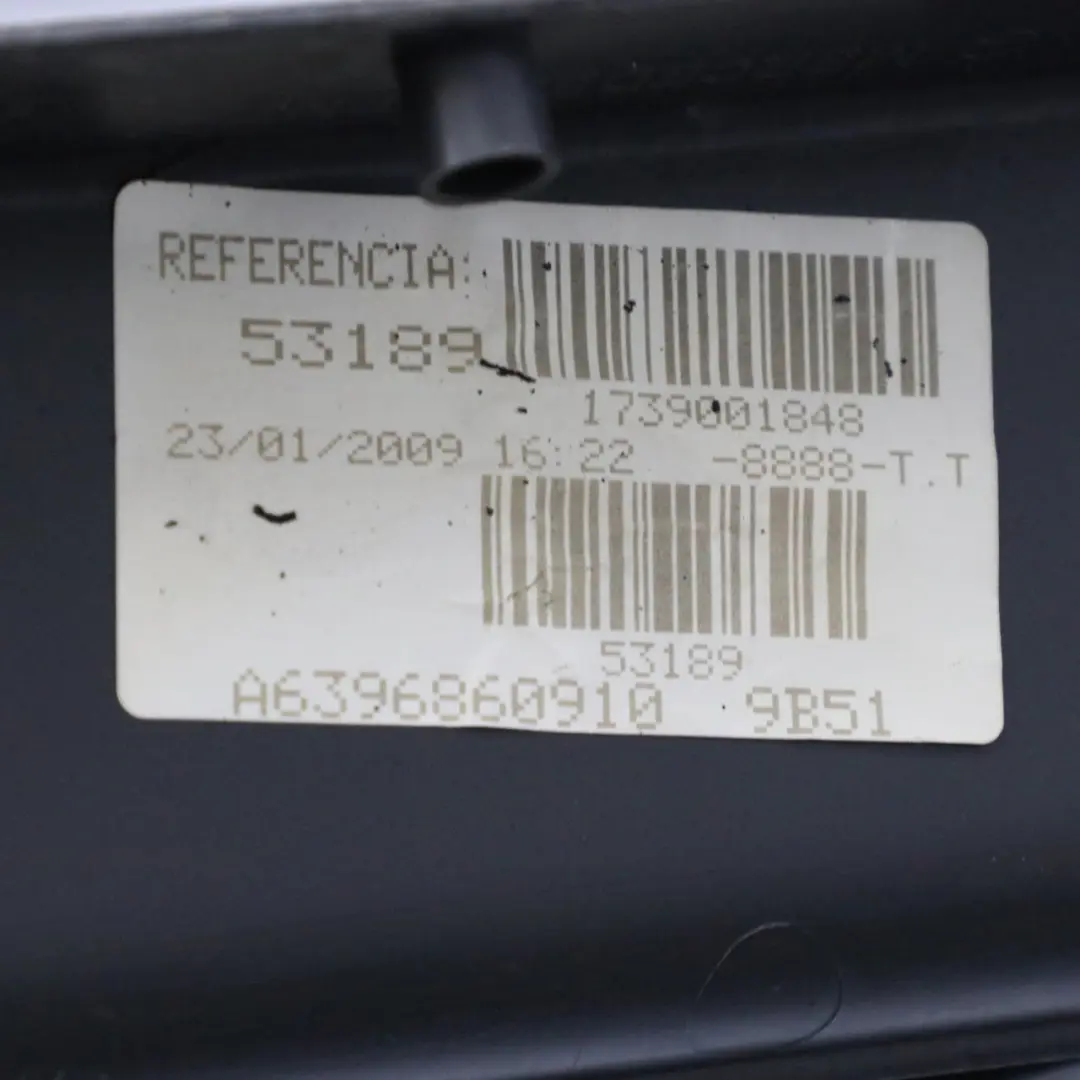 REFERENCIA:
53189
1739001848
23/01/2009 16:22 -8888-T.T
53189
A6396860910 9B51